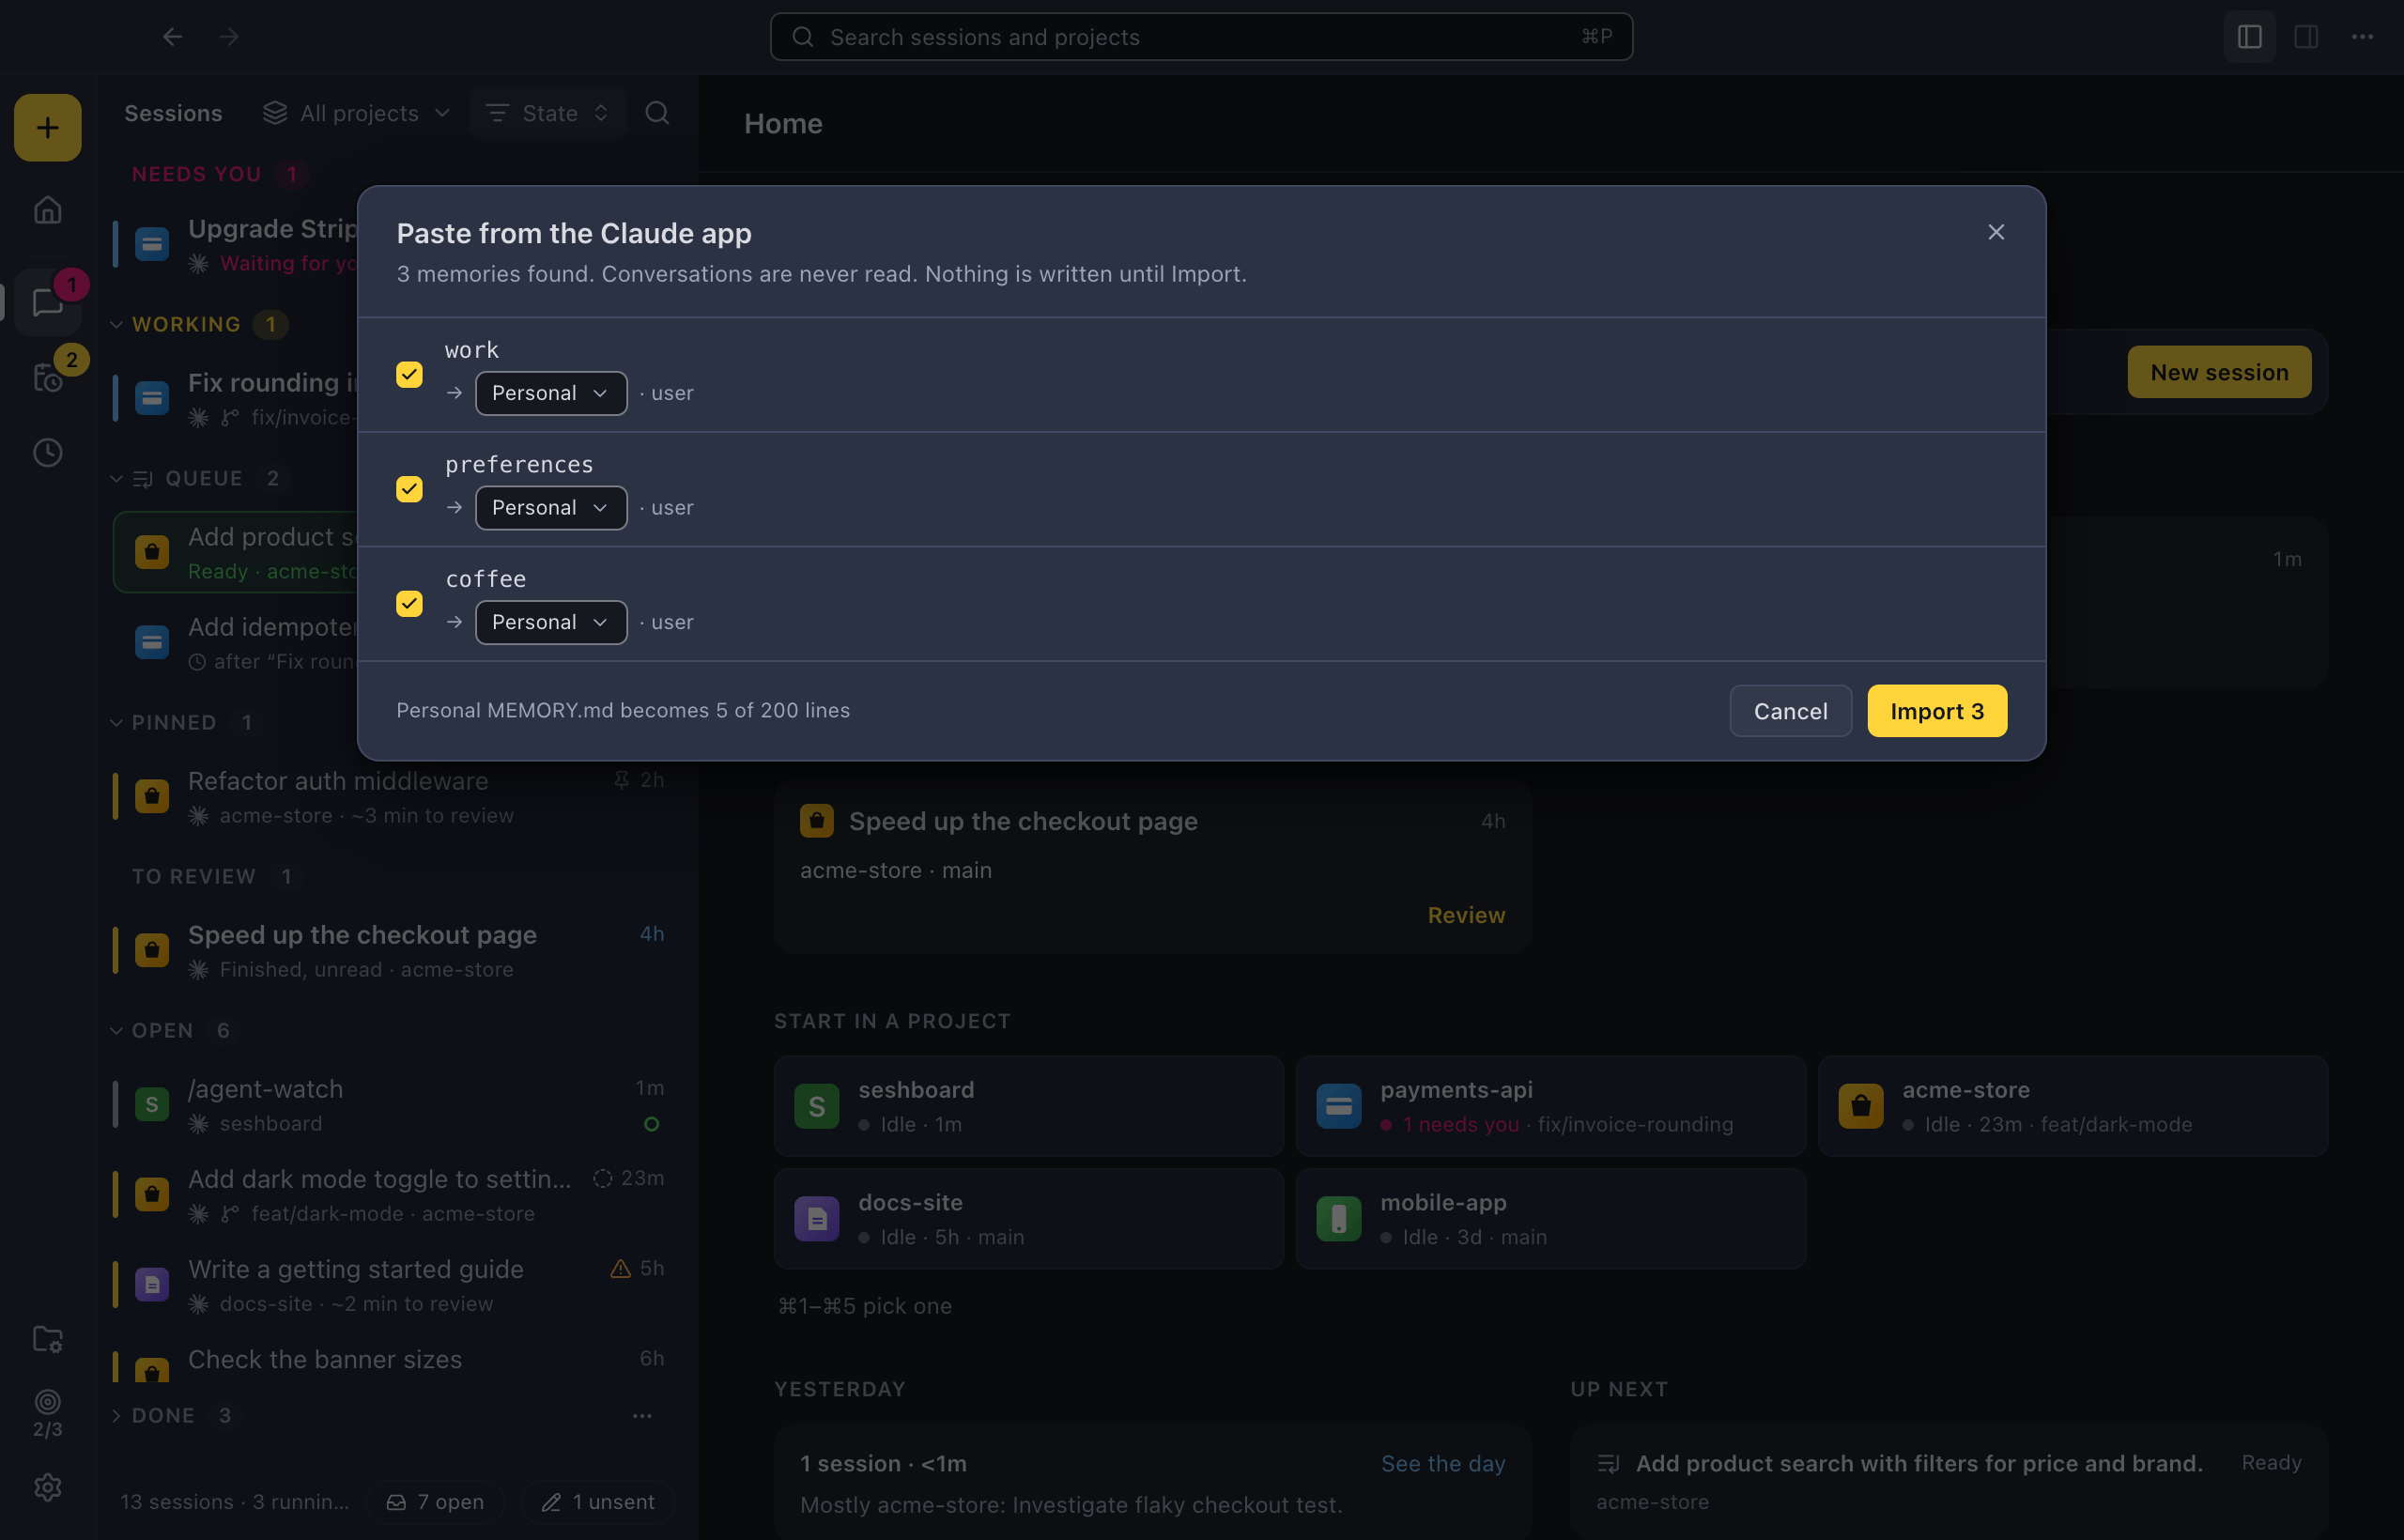 Search sessions and projects ⌘P
Sessions All projects State
Home
NEEDS YOU 1
Upgrade Strip
Waiting for yo
1
WORKING 1
2
Fix rounding i
fix/invoice-
QUEUE 2
Add product s
Ready · acme-sto
Add idempoter
after “Fix roun
PINNED 1
Refactor auth middleware 2h
acme-store · ~3 min to review
TO REVIEW 1
Speed up the checkout page 4h
Finished, unread · acme-store
OPEN 6
S /agent-watch 1m
seshboard
Add dark mode toggle to settin... 23m
feat/dark-mode · acme-store
Write a getting started guide 5h
docs-site · ~2 min to review
Check the banner sizes 6h
2/3
DONE 3
13 sessions · 3 runnin... 7 open 1 unsent
Paste from the Claude app
3 memories found. Conversations are never read. Nothing is written until Import.
work
→ Personal · user
preferences
→ Personal · user
coffee
→ Personal · user
Personal MEMORY.md becomes 5 of 200 lines
Cancel Import 3
New session
1m
Speed up the checkout page 4h
acme-store · main
Review
START IN A PROJECT
S seshboard
Idle · 1m
payments-api
1 needs you · fix/invoice-rounding
acme-store
Idle · 23m · feat/dark-mode
docs-site
Idle · 5h · main
mobile-app
Idle · 3d · main
⌘1–⌘5 pick one
YESTERDAY
1 session · <1m See the day
Mostly acme-store: Investigate flaky checkout test.
UP NEXT
Add product search with filters for price and brand. Ready
acme-store